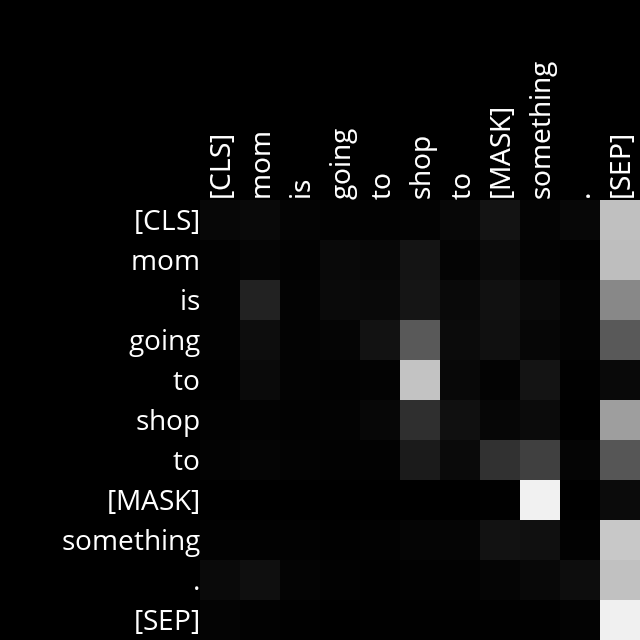 [CLS]
mom
is
going
to
shop
to
[MASK]
something
.
[SEP]
[CLS]
mom
is
going
to
shop
to
[MASK]
something
.
[SEP]